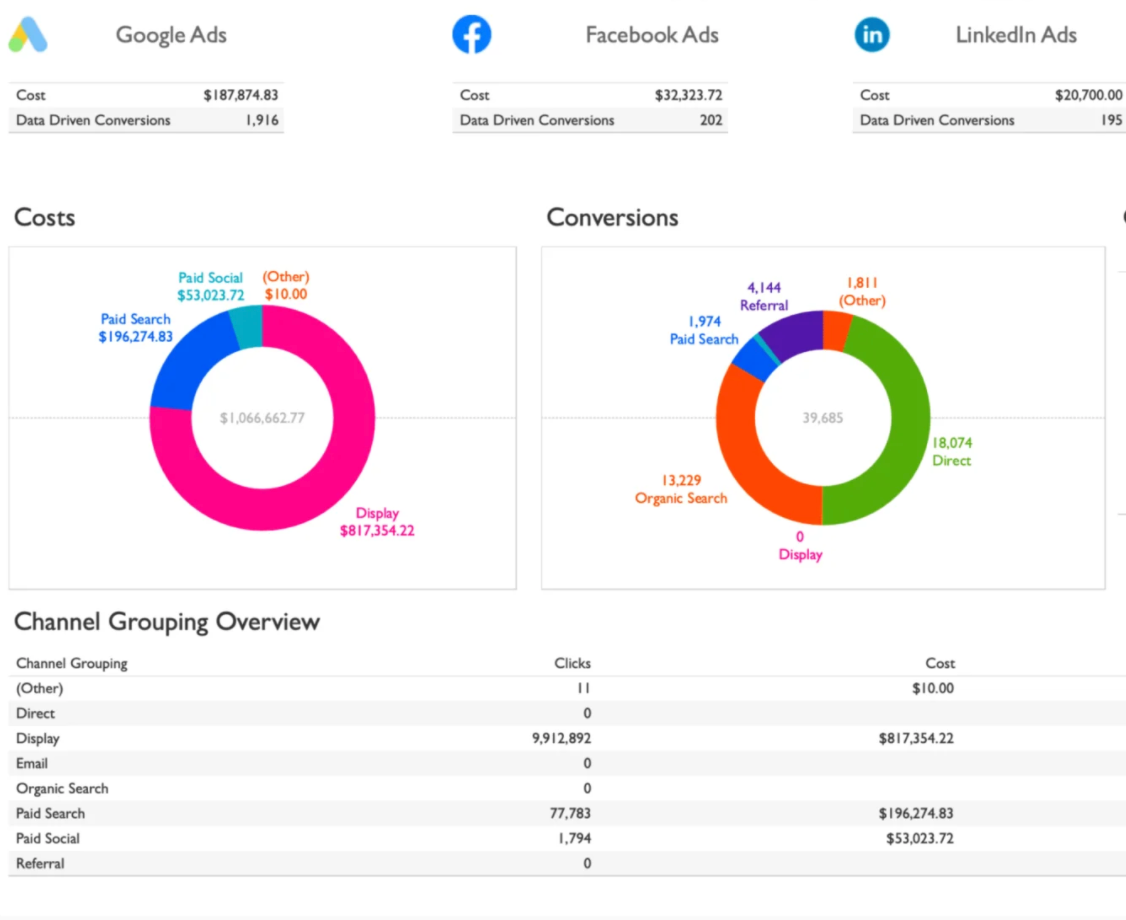 Google Ads
Facebook Ads
in LinkedIn Ads
Cost $187,874.83
Data Driven Conversions 1,916
Cost $32,323.72
Data Driven Conversions 202
Cost $20,700.00
Data Driven Conversions 195
Costs
Paid Social
$53,023.72
(Other)
$10.00
Paid Search
$196,274.83
$1,066,662.77
Display
$817,354.22
Conversions
4,144
Referral
1,811
(Other)
1,974
Paid Search
39,685
18,074
Direct
13,229
Organic Search
0
Display
Channel Grouping Overview
Channel Grouping Clicks Cost
(Other) 11 $10.00
Direct 0
Display 9,912,892 $817,354.22
Email 0
Organic Search 0
Paid Search 77,783 $196,274.83
Paid Social 1,794 $53,023.72
Referral 0